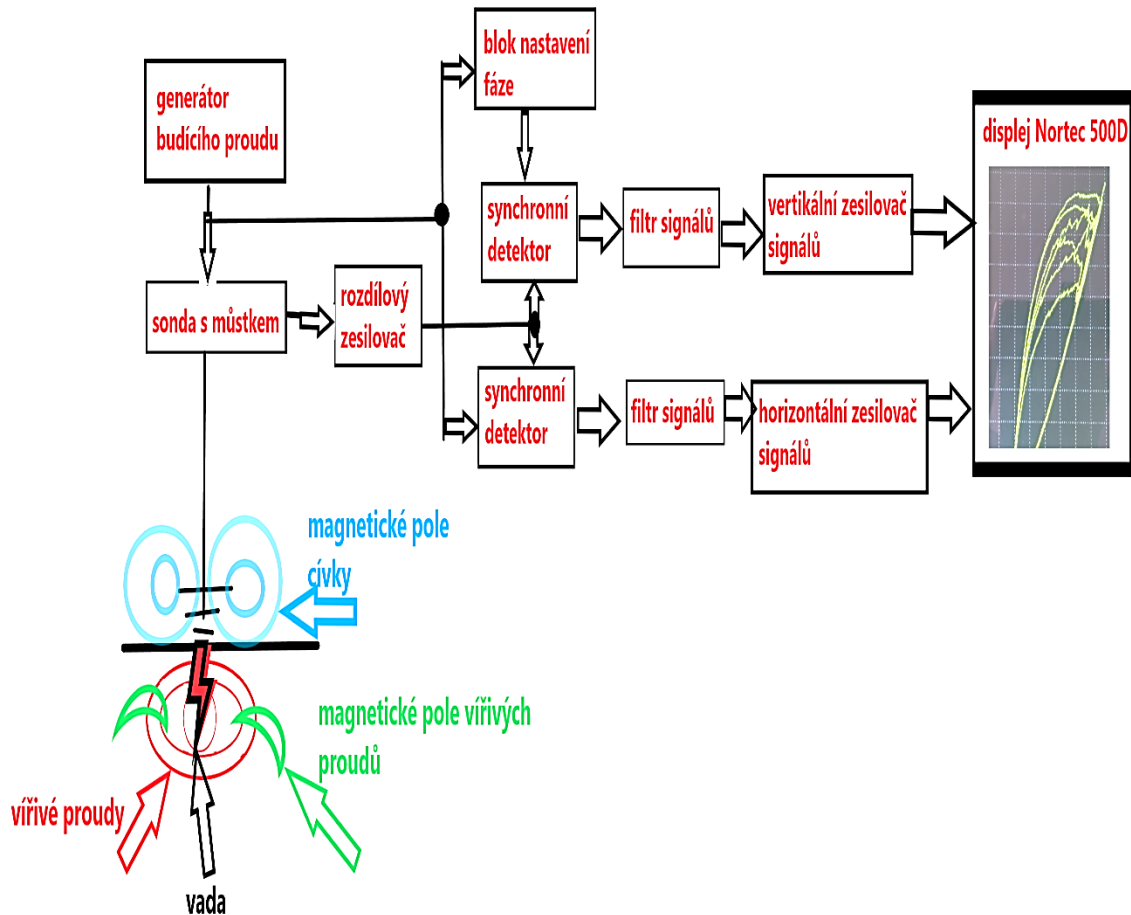 blok nastavení
fáze
generátor
budícího proudu
displej Nortec 500D
synchronní
detektor
filtr signálů
vertikální zesilovač
signálů
sonda s můstkem
rozdílový
zesilovač
synchronní
detektor
filtr signálů
horizontální zesilovač
signálů
magnetické pole
cívky
magnetické pole vířivých
proudů
vířivé proudy
vada